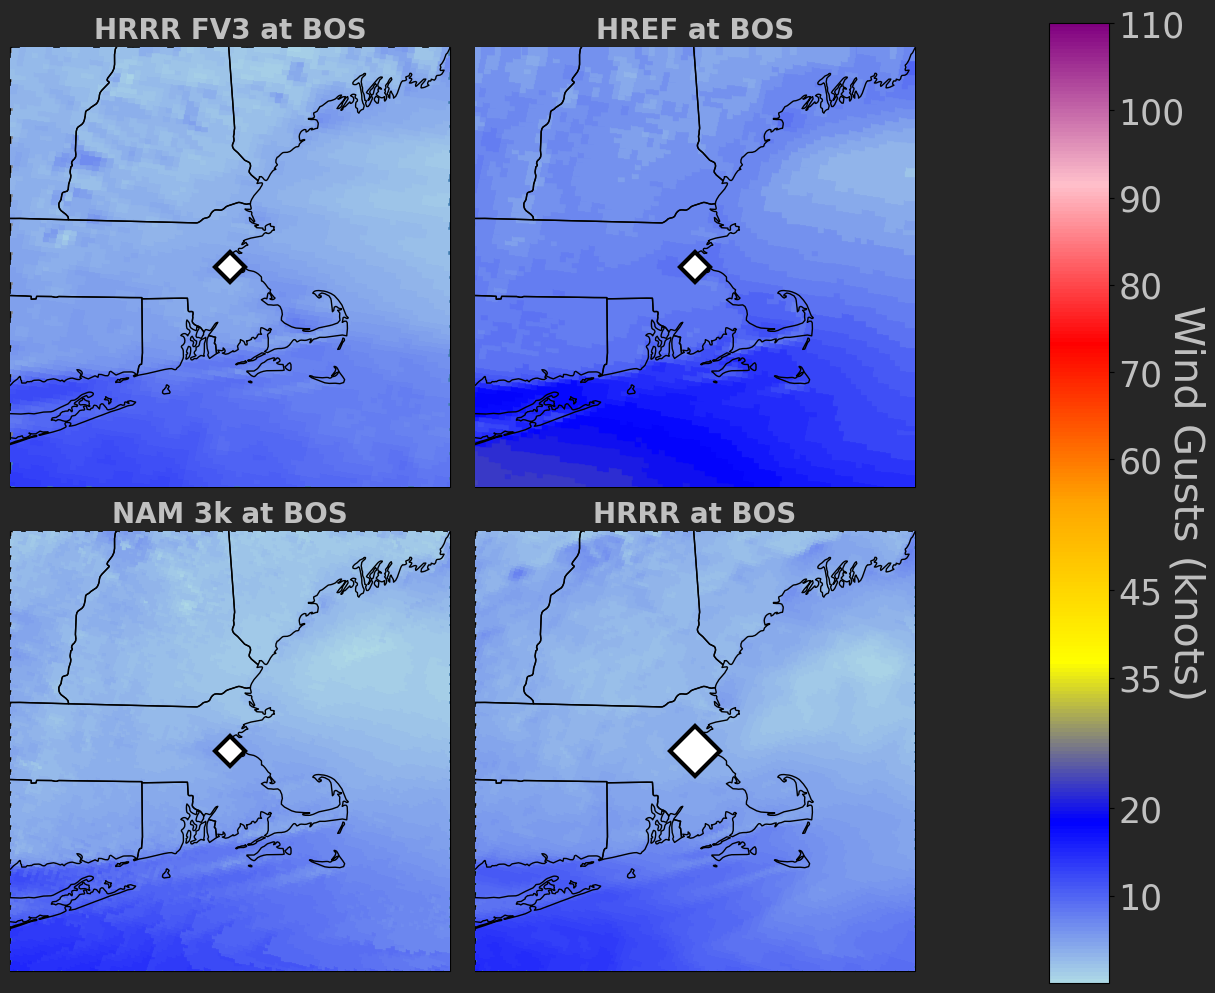 HRRR FV3 at BOS
HREF at BOS
NAM 3k at BOS
HRRR at BOS
110
100
90
80
70
60
45
35
20
10
Wind Gusts (knots)